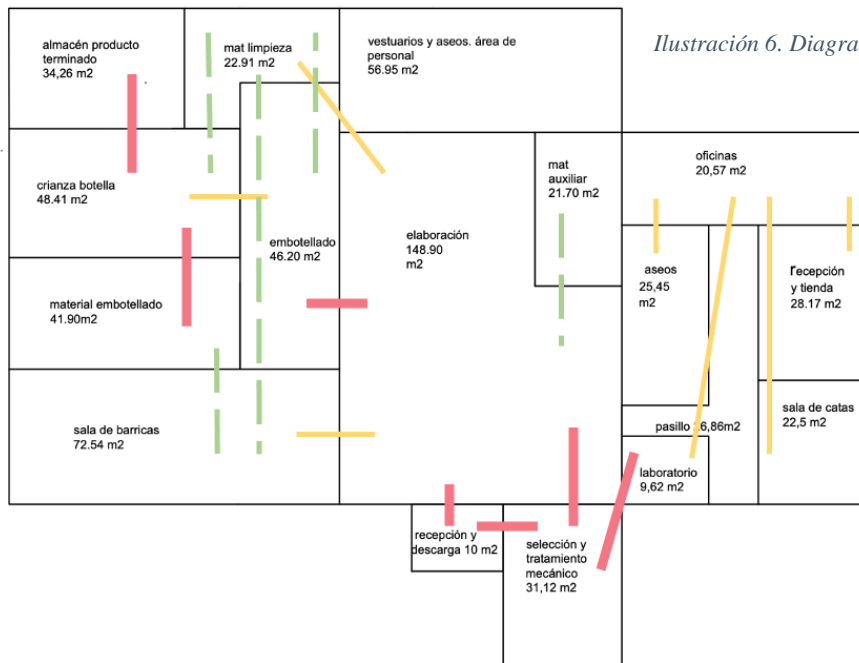 Ilustración 6. Diagra
almacén producto
terminado
34,26 m2
mat limpieza
22.91 m2
vestuarios y aseos. área de
personal
56.95 m2
crianza botella
48.41 m2
embotellado
46.20 m2
elaboración
148.90
m2
mat
auxiliar
21.70 m2
oficinas
20,57 m2
aseos
25,45
m2
recepción
y tienda
28.17 m2
material embotellado
41.90m2
sala de barricas
72.54 m2
pasillo 6,86m2
sala de catas
22,5 m2
laboratorio
9,62 m2
recepción y
descarga 10 m2
selección y
tratamiento
mecánico
31,12 m2